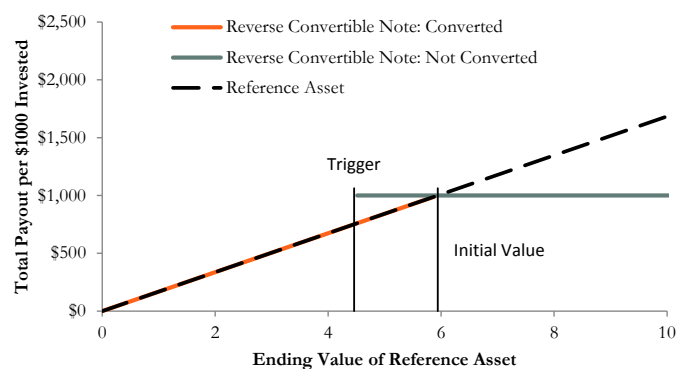 $2,500
$2,000
$1,500
$1,000
$500
$0
Total Payout per $1000 Invested
Reverse Convertible Note: Converted
Reverse Convertible Note: Not Converted
Reference Asset
Trigger
Initial Value
0 2 4 6 8 10
Ending Value of Reference Asset